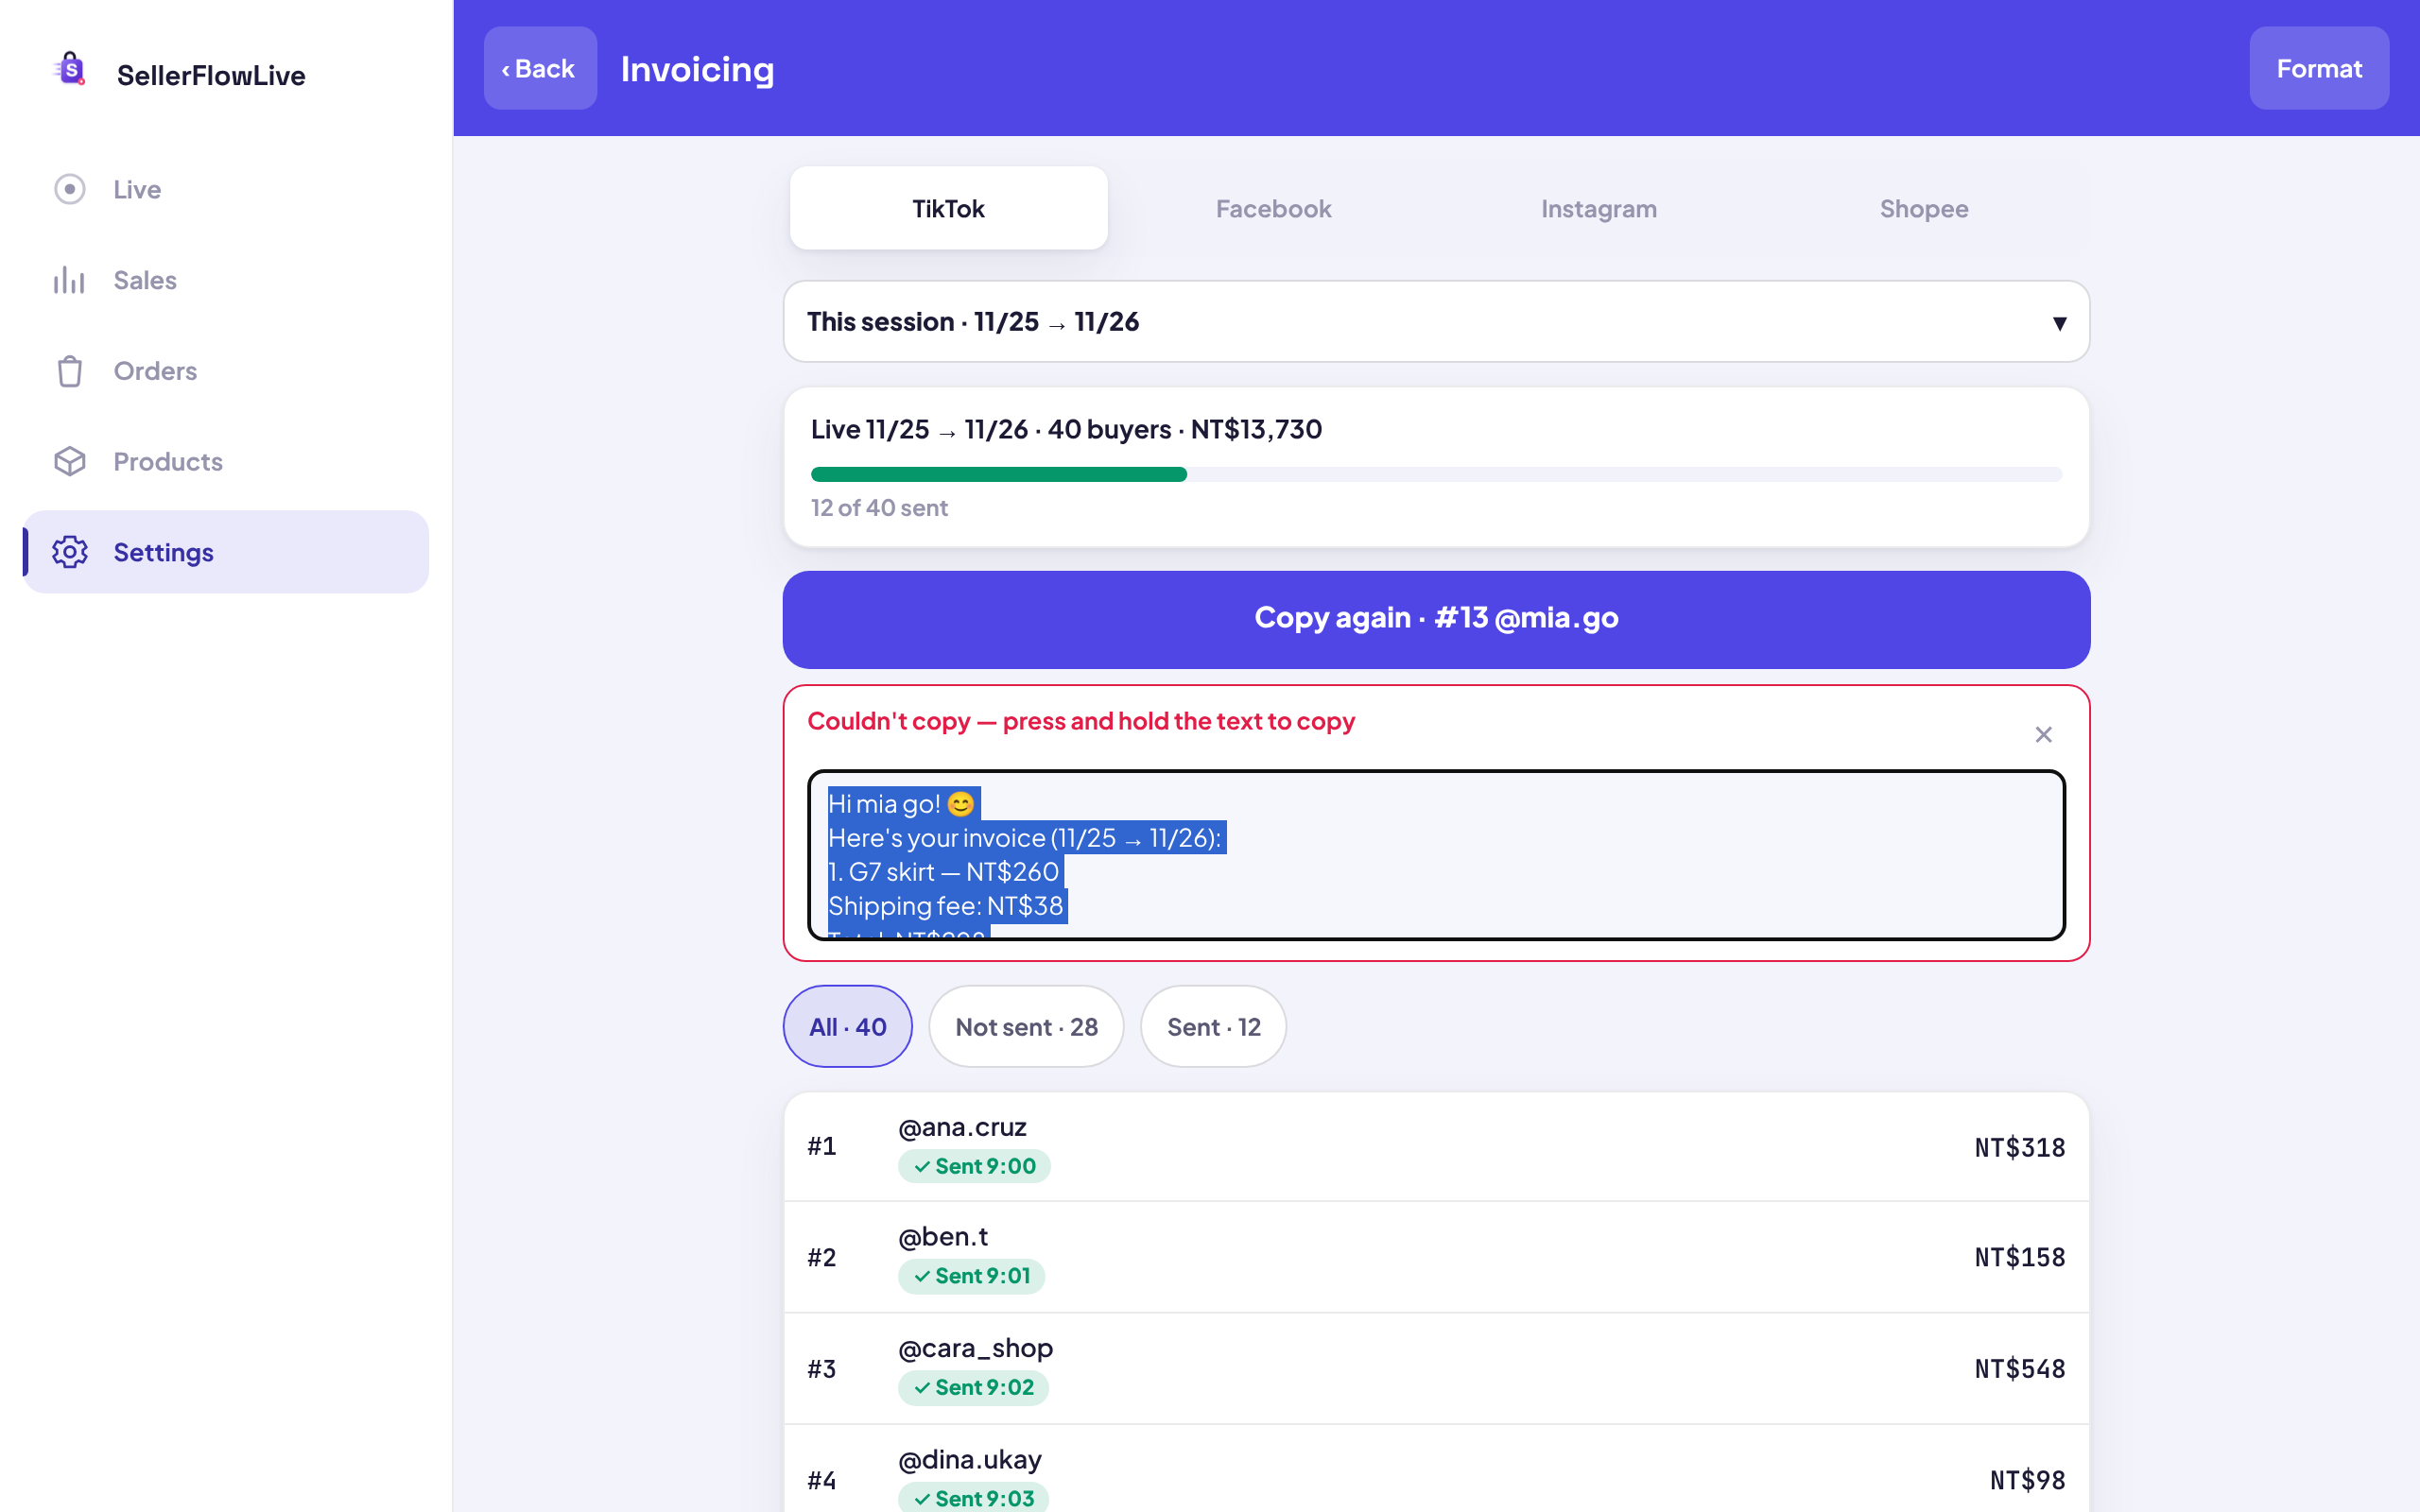 SellerFlowLive
Live
Sales
Orders
Products
Settings
‹ Back
Invoicing
Format
TikTok
Facebook
Instagram
Shopee
This session · 11/25 → 11/26
▼
Live 11/25 → 11/26 · 40 buyers · NT$13,730
12 of 40 sent
Copy again · #13 @mia.go
Couldn't copy — press and hold the text to copy
×
Hi mia go! 😊
Here's your invoice (11/25 → 11/26):
1. G7 skirt — NT$260
Shipping fee: NT$38
All · 40
Not sent · 28
Sent · 12
#1
@ana.cruz
✓ Sent 9:00
NT$318
#2
@ben.t
✓ Sent 9:01
NT$158
#3
@cara_shop
✓ Sent 9:02
NT$548
#4
@dina.ukay
✓ Sent 9:03
NT$98